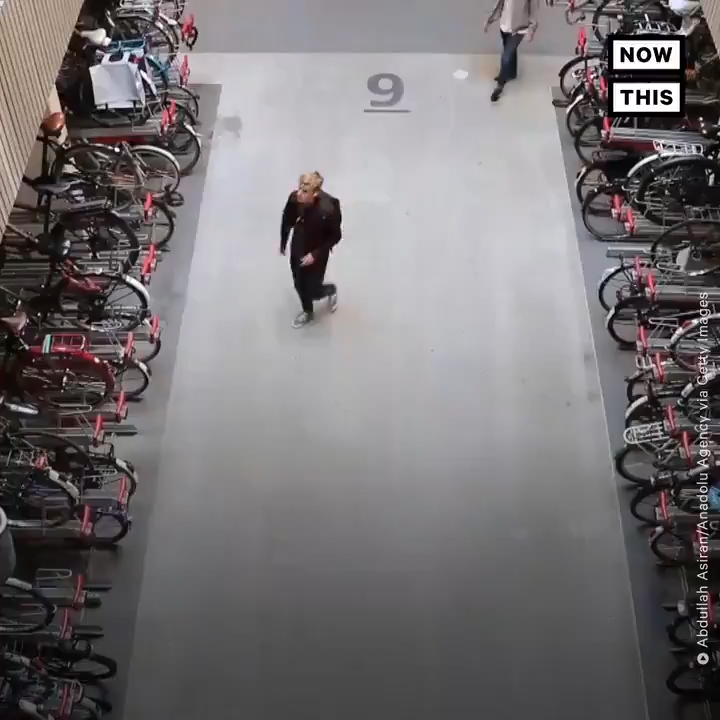 NOW
THIS
9
Abdullah Asiran/Anadolu Agency via Getty Images